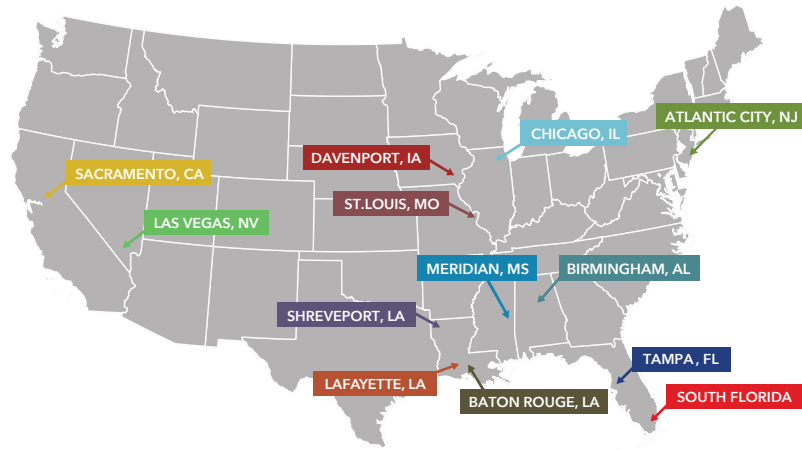 ATLANTIC CITY, NJ
CHICAGO, IL
DAVENPORT, IA
SACRAMENTO, CA
ST.LOUIS, MO
LAS VEGAS, NV
MERIDIAN, MS
BIRMINGHAM, AL
SHREVEPORT, LA
TAMPA, FL
LAFAYETTE, LA
SOUTH FLORIDA
BATON ROUGE, LA